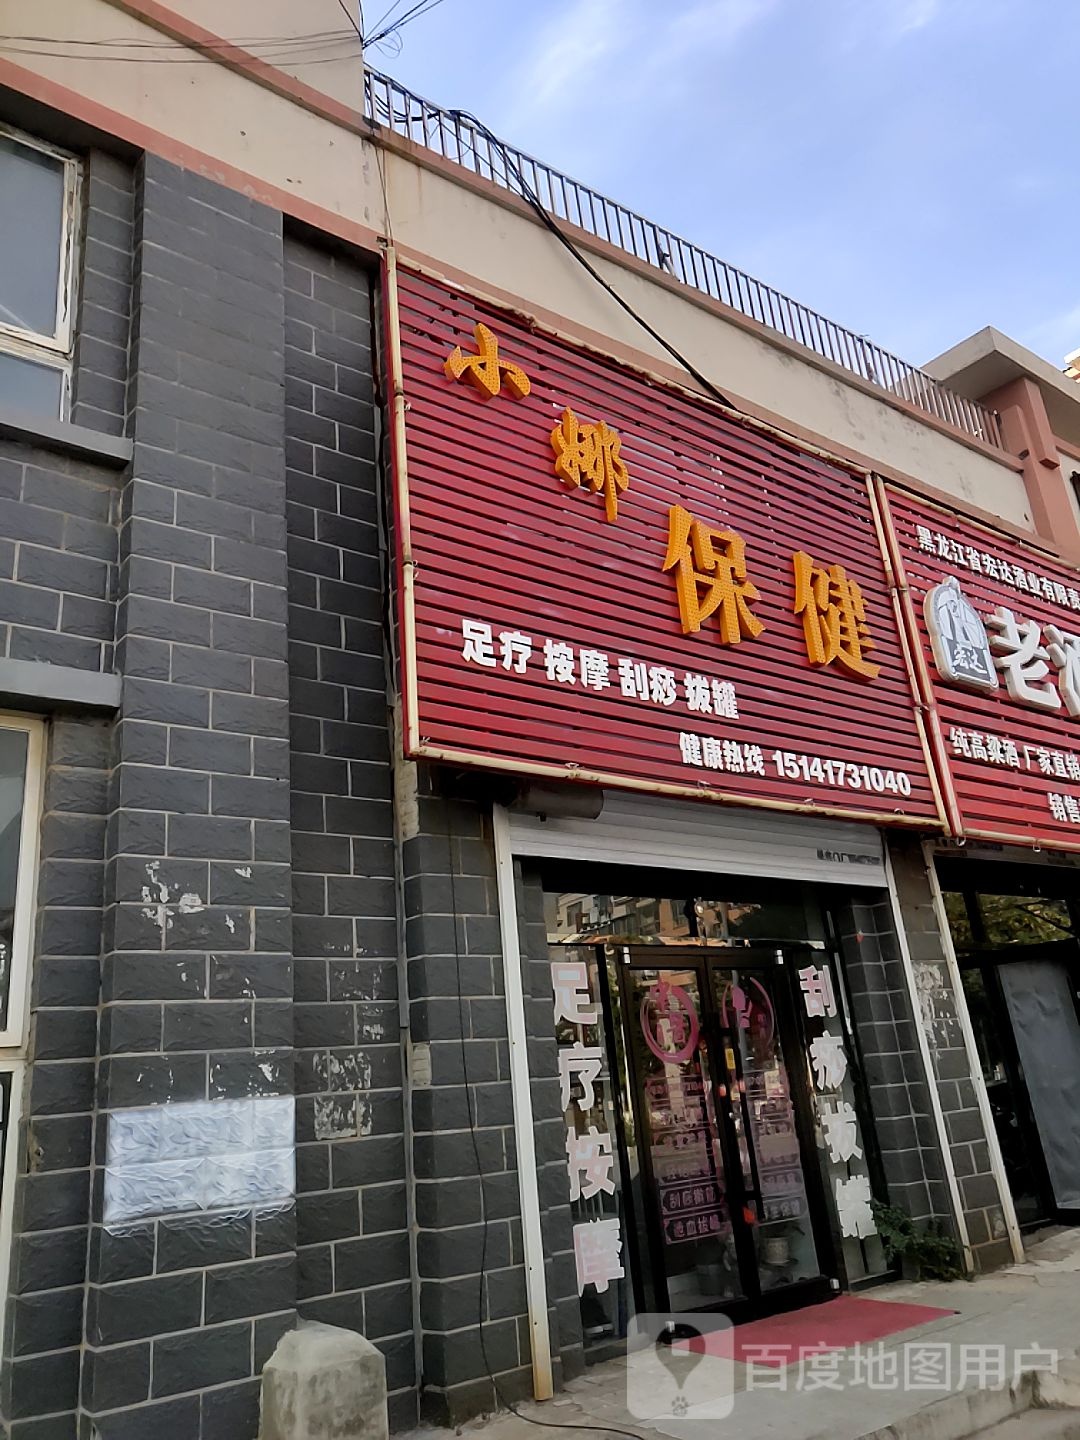 小娜保健
足疗 按摩 刮痧 拔罐
健康热线 15141731040
黑龙江省宏达酒业有限责
宏达
老酒
纯高粱酒 厂家直销
销售
足疗按摩
刮痧拔罐
百度地图用户